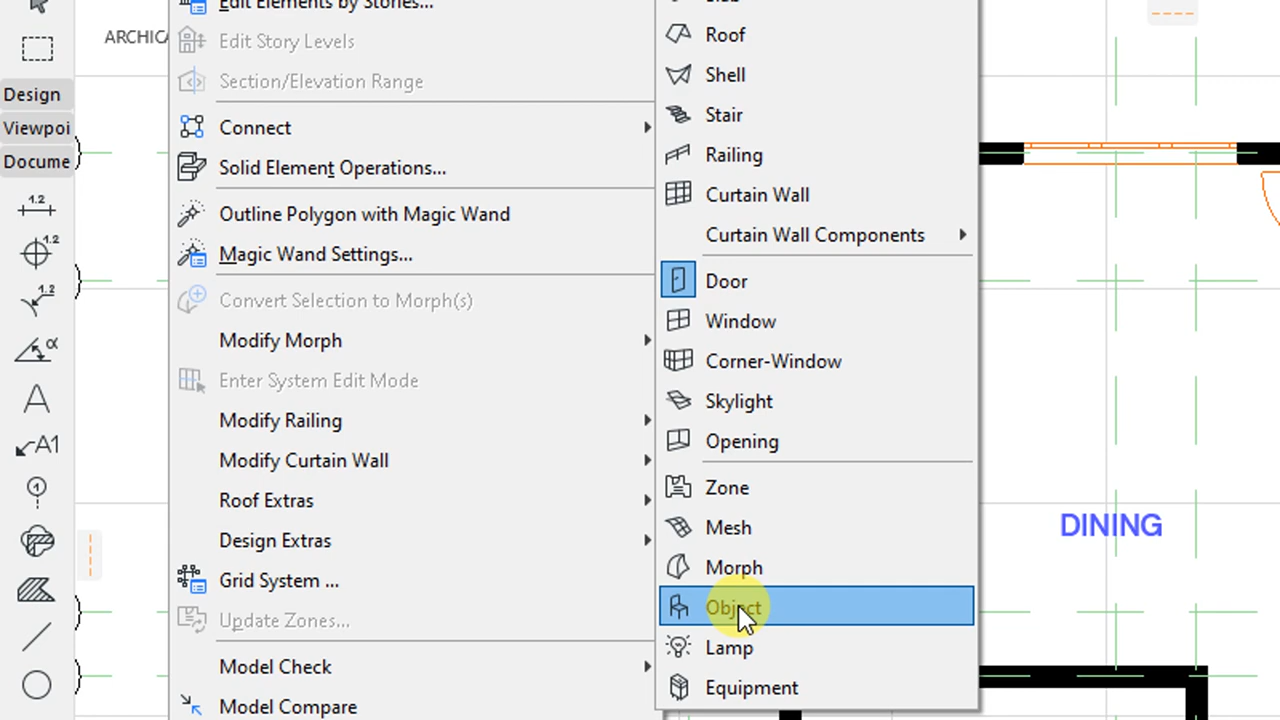 ARCHICA
Design
Viewpoi
Docume
1.2
1.2
1.2
α
A
A1
1
Edit Elements by Stories...
Edit Story Levels
Section/Elevation Range
Connect
Solid Element Operations...
Outline Polygon with Magic Wand
Magic Wand Settings...
Convert Selection to Morph(s)
Modify Morph
Enter System Edit Mode
Modify Railing
Modify Curtain Wall
Roof Extras
Design Extras
Grid System ...
Update Zones...
Model Check
Model Compare
Roof
Shell
Stair
Railing
Curtain Wall
Curtain Wall Components
Door
Window
Corner-Window
Skylight
Opening
Zone
Mesh
Morph
Object
Lamp
Equipment
DINING